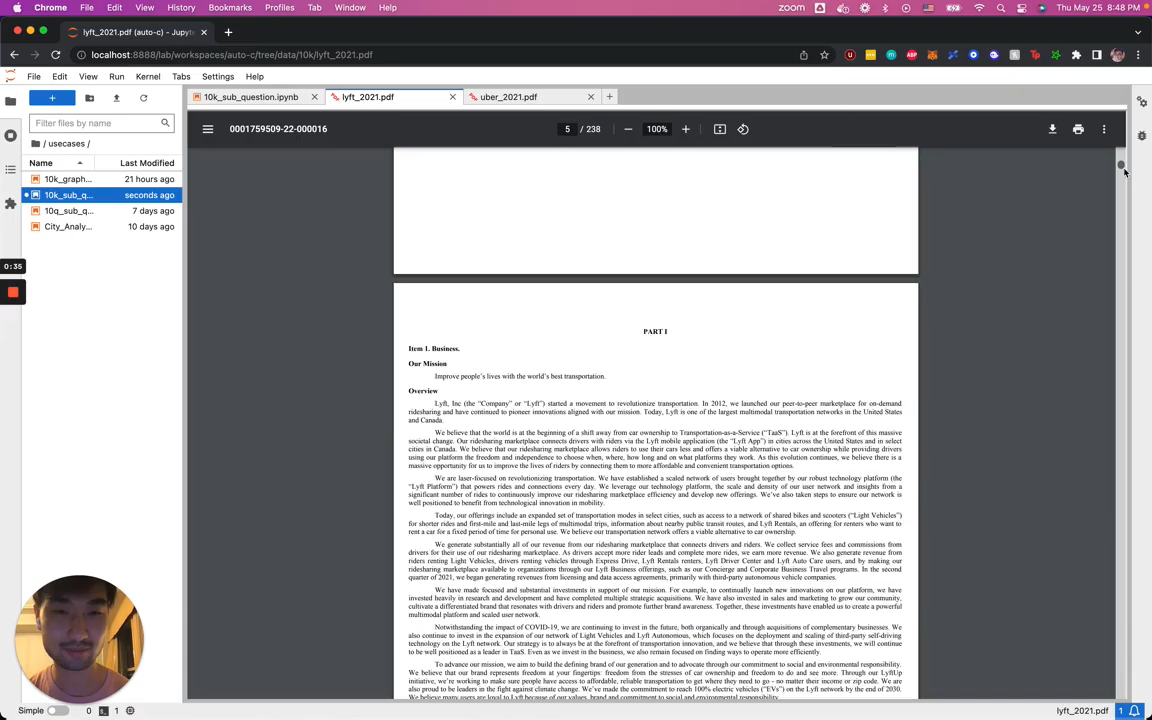 Chrome File Edit View History Bookmarks Profiles Tab Window Help zoom Thu May 25 8:48 PM
lyft_2021.pdf (auto-c) - Jupyt
localhost:8888/lab/workspaces/auto-c/tree/data/10k/lyft_2021.pdf
File Edit View Run Kernel Tabs Settings Help
10k_sub_question.ipynb lyft_2021.pdf uber_2021.pdf
Filter files by name
/ usecases /
Name Last Modified
10k_graph... 21 hours ago
10k_sub_q... seconds ago
10q_sub_q... 7 days ago
City_Analy... 10 days ago
0:35
0001759509-22-000016 5 / 238 100%
PART I
Item 1. Business.
Our Mission
Improve people's lives with the world's best transportation.
Overview
Lyft, Inc (the "Company" or "Lyft") started a movement to revolutionize transportation. In 2012, we launched our peer-to-peer marketplace for on-demand
ridesharing and have continued to pioneer innovations aligned with our mission. Today, Lyft is one of the largest multimodal transportation networks in the United States
and Canada.
We believe that the world is at the beginning of a shift away from car ownership to Transportation-as-a-Service ("TaaS"). Lyft is at the forefront of this massive
societal change. Our ridesharing marketplace connects drivers with riders via the Lyft mobile application (the "Lyft App") in cities across the United States and in select
cities in Canada. We believe that our ridesharing marketplace allows riders to use their cars less and offers a viable alternative to car ownership while providing drivers
using our platform the freedom and independence to choose when, where, how long and on what platforms they work. As this evolution continues, we believe there is a
massive opportunity for us to improve the lives of riders by connecting them to more affordable and convenient transportation options.
We are laser-focused on revolutionizing transportation. We have established a scaled network of users brought together by our robust technology platform (the
"Lyft Platform") that powers rides and connections every day. We leverage our technology platform, the scale and density of our user network and insights from a
significant number of rides to continuously improve our ridesharing marketplace efficiency and develop new offerings. We've also taken steps to ensure our network is
well positioned to benefit from technological innovation in mobility.
Today, our offerings include an expanded set of transportation modes in select cities, such as access to a network of shared bikes and scooters ("Light Vehicles")
for shorter rides and first-mile and last-mile legs of multimodal trips, information about nearby public transit routes, and Lyft Rentals, an offering for renters who want to
rent a car for a fixed period of time for personal use. We believe our transportation network offers a viable alternative to car ownership.
We generate substantially all of our revenue from our ridesharing marketplace that connects drivers and riders. We collect service fees and commissions from
drivers for their use of our ridesharing marketplace. As drivers accept more rider leads and complete more rides, we earn more revenue. We also generate revenue from
riders renting Light Vehicles, drivers renting vehicles through Express Drive, Lyft Rentals renters, Lyft Driver Center and Lyft Auto Care users, and by making our
ridesharing marketplace available to organizations through our Lyft Business offerings, such as our Concierge and Corporate Business Travel programs. In the second
quarter of 2021, we began generating revenues from licensing and data access agreements, primarily with third-party autonomous vehicle companies.
We have made focused and substantial investments in support of our mission. For example, to continually launch new innovations on our platform, we have
invested heavily in research and development and have completed multiple strategic acquisitions. We have also invested in sales and marketing to grow our community,
cultivate a differentiated brand that resonates with drivers and riders and promote further brand awareness. Together, these investments have enabled us to create a powerful
multimodal platform and scaled user network.
Notwithstanding the impact of COVID-19, we are continuing to invest in the future, both organically and through acquisitions of complementary businesses. We
also continue to invest in the expansion of our network of Light Vehicles and Lyft Autonomous, which focuses on the deployment and scaling of third-party self-driving
technology on the Lyft network. Our strategy is to always be at the forefront of transportation innovation, and we believe that through these investments, we will continue
to be well positioned as a leader in TaaS. Even as we invest in the business, we also remain focused on finding ways to operate more efficiently.
To advance our mission, we aim to build the defining brand of our generation and to advocate through our commitment to social and environmental responsibility.
We believe that our brand represents freedom at your fingertips: freedom from the stresses of car ownership and freedom to do and see more. Through our LyftUp
initiative, we're working to make sure people have access to affordable, reliable transportation to get where they need to go - no matter their income or zip code. We are
also proud to be leaders in the fight against climate change. We've made the commitment to reach 100% electric vehicles ("EVs") on the Lyft network by the end of 2030.
We believe many users are loyal to Lyft because of our values, brand and commitment to social and environmental responsibility.
Simple 0 1 lyft_2021.pdf 1